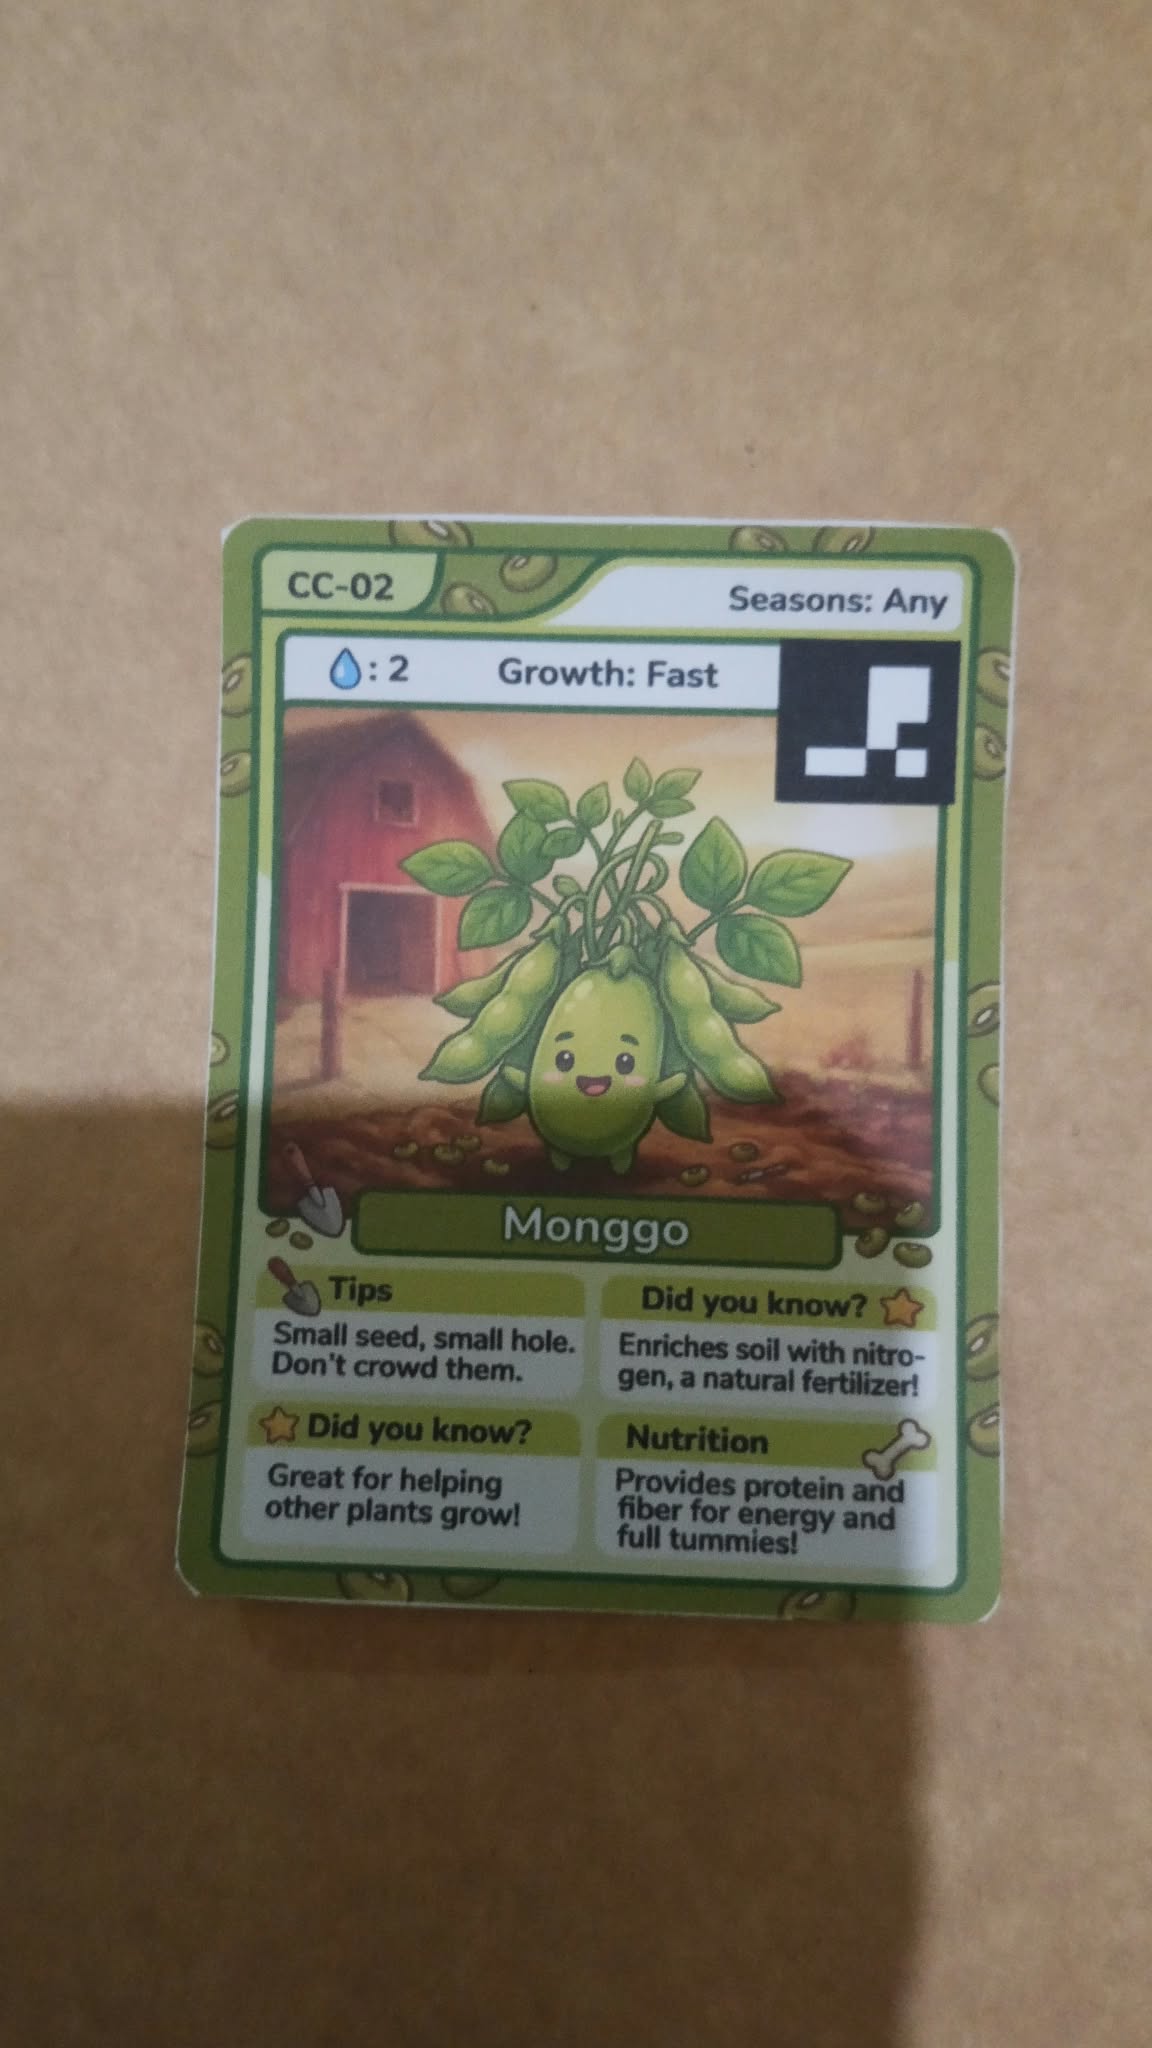 CC-02
Seasons: Any
: 2
Growth: Fast
Monggo
Tips
Small seed, small hole.
Don't crowd them.
Did you know?
Enriches soil with nitro-
gen, a natural fertilizer!
Did you know?
Great for helping
other plants grow!
Nutrition
Provides protein and
fiber for energy and
full tummies!